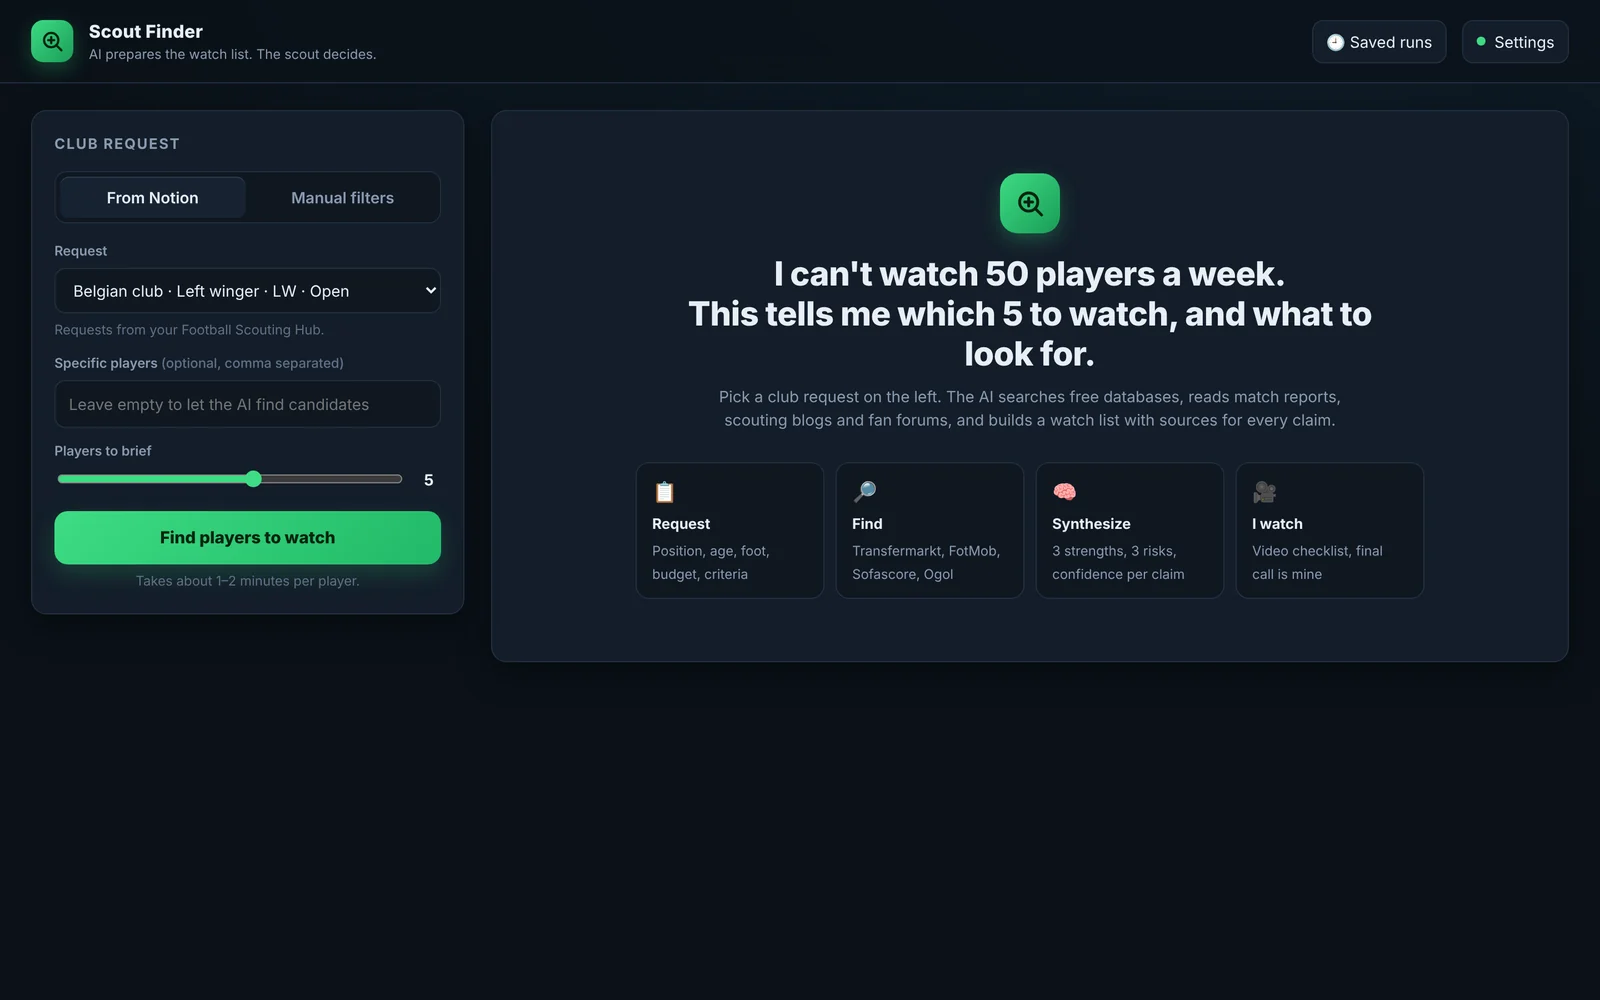 Scout Finder
AI prepares the watch list. The scout decides.
Saved runs
Settings
CLUB REQUEST
From Notion
Manual filters
Request
Belgian club · Left winger · LW · Open
Requests from your Football Scouting Hub.
Specific players (optional, comma separated)
Leave empty to let the AI find candidates
Players to brief
5
Find players to watch
Takes about 1–2 minutes per player.
I can't watch 50 players a week.
This tells me which 5 to watch, and what to
look for.
Pick a club request on the left. The AI searches free databases, reads match reports,
scouting blogs and fan forums, and builds a watch list with sources for every claim.
Request
Position, age, foot,
budget, criteria
Find
Transfermarkt, FotMob,
Sofascore, Ogol
Synthesize
3 strengths, 3 risks,
confidence per claim
I watch
Video checklist, final
call is mine